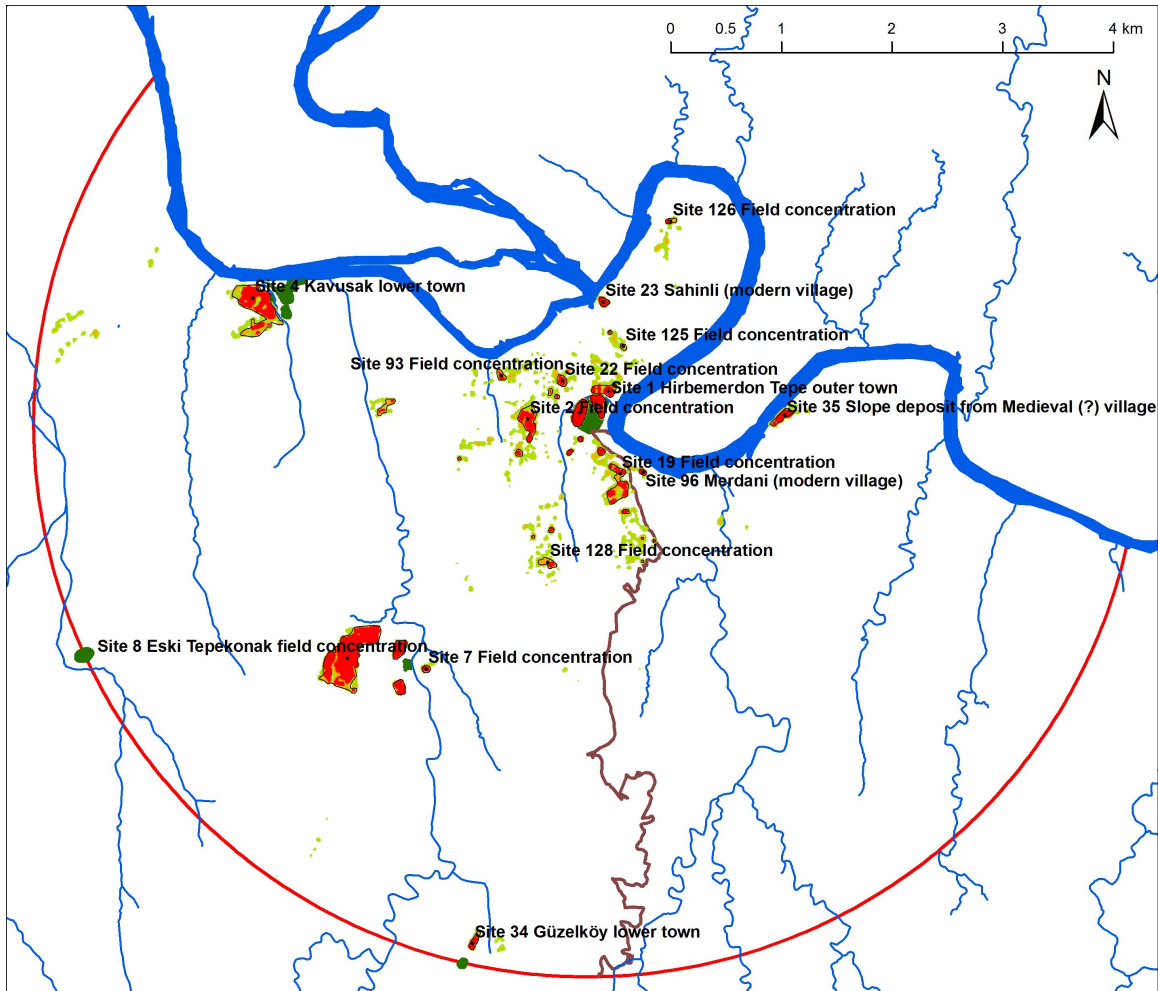 0 0.5 1 2 3 4 km
N
Site 126 Field concentration
Site 4 Kavusak lower town
Site 23 Sahinli (modern village)
Site 125 Field concentration
Site 93 Field concentration
Site 22 Field concentration
Site 1 Hirbemerdon Tepe outer town
Site 2 Field concentration
Site 35 Slope deposit from Medieval (?) village
Site 19 Field concentration
Site 96 Merdani (modern village)
Site 128 Field concentration
Site 8 Eski Tepekonak field concentration
Site 7 Field concentration
Site 34 Güzelköy lower town